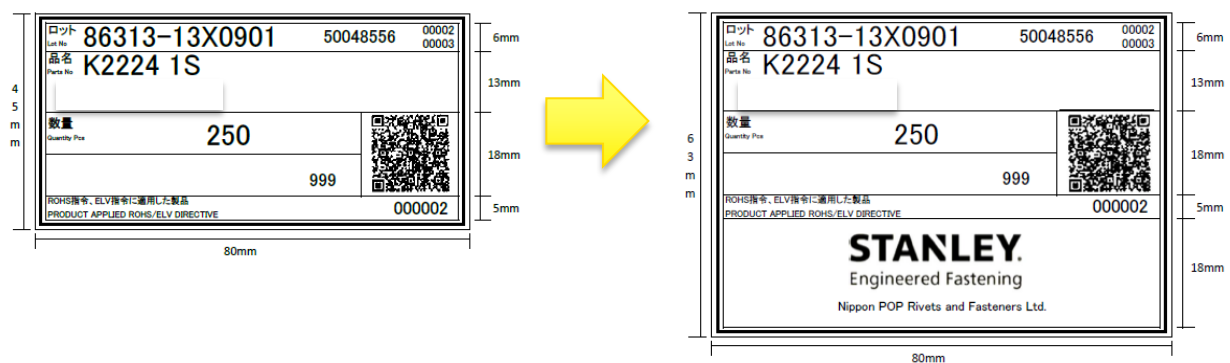 ロット
Lot No
86313-13X0901
50048556
00002
00003
品名
Parts No
K2224 1S
数量
Quantity Pcs
250
999
ROHS指令、ELV指令に適用した製品
PRODUCT APPLIED ROHS/ELV DIRECTIVE
000002
45mm
6mm
13mm
18mm
5mm
80mm
ロット
Lot No
86313-13X0901
50048556
00002
00003
品名
Parts No
K2224 1S
数量
Quantity Pcs
250
999
ROHS指令、ELV指令に適用した製品
PRODUCT APPLIED ROHS/ELV DIRECTIVE
000002
STANLEY.
Engineered Fastening
Nippon POP Rivets and Fasteners Ltd.
63mm
6mm
13mm
18mm
5mm
18mm
80mm